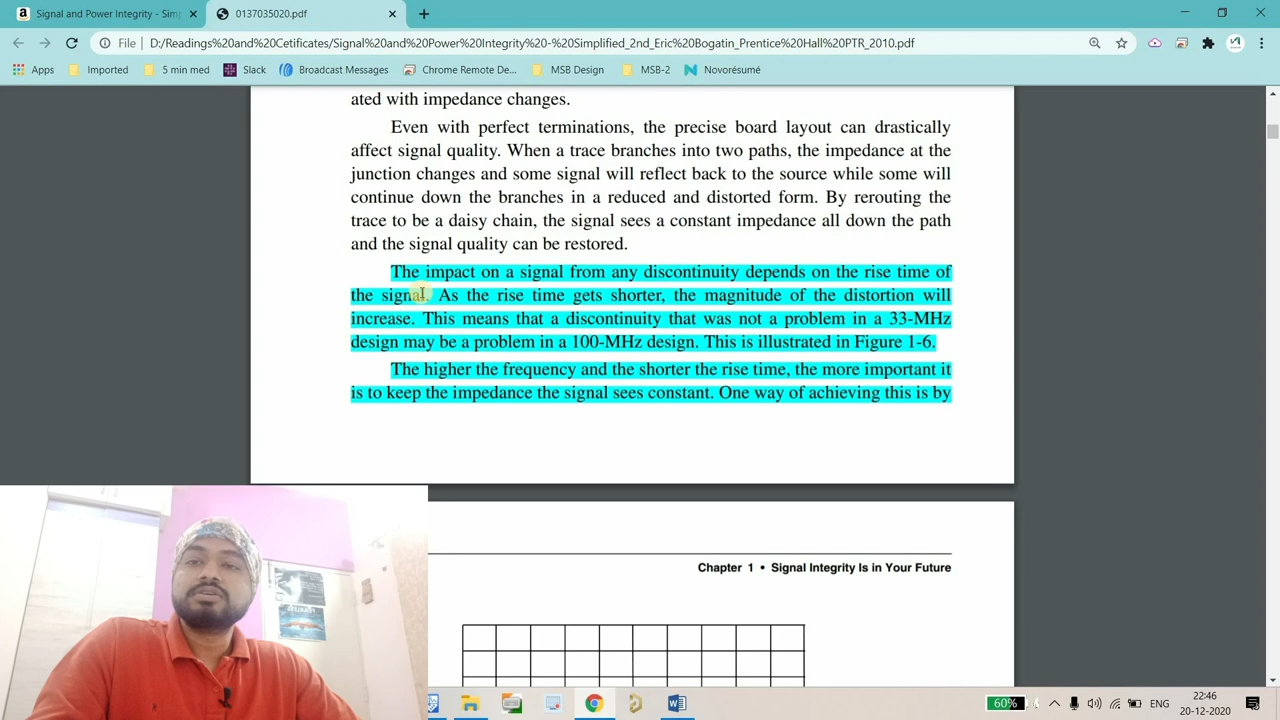 Signal and Power Integrity - Sim
0137035020.pdf
File
D:/Readings%20and%20Cetificates/Signal%20and%20Power%20Integrity%20-%20Simplified_2nd_Eric%20Bogatin_Prentice%20Hall%20PTR_2010.pdf
Apps
Imported
5 min med
Slack
Broadcast Messages
Chrome Remote De...
MSB Design
MSB-2
Novorésumé
ated with impedance changes.
Even with perfect terminations, the precise board layout can drastically
affect signal quality. When a trace branches into two paths, the impedance at the
junction changes and some signal will reflect back to the source while some will
continue down the branches in a reduced and distorted form. By rerouting the
trace to be a daisy chain, the signal sees a constant impedance all down the path
and the signal quality can be restored.
The impact on a signal from any discontinuity depends on the rise time of
the signal. As the rise time gets shorter, the magnitude of the distortion will
increase. This means that a discontinuity that was not a problem in a 33-MHz
design may be a problem in a 100-MHz design. This is illustrated in Figure 1-6.
The higher the frequency and the shorter the rise time, the more important it
is to keep the impedance the signal sees constant. One way of achieving this is by
Chapter 1 • Signal Integrity Is in Your Future
60%
ENG
22:46
20-12-2020